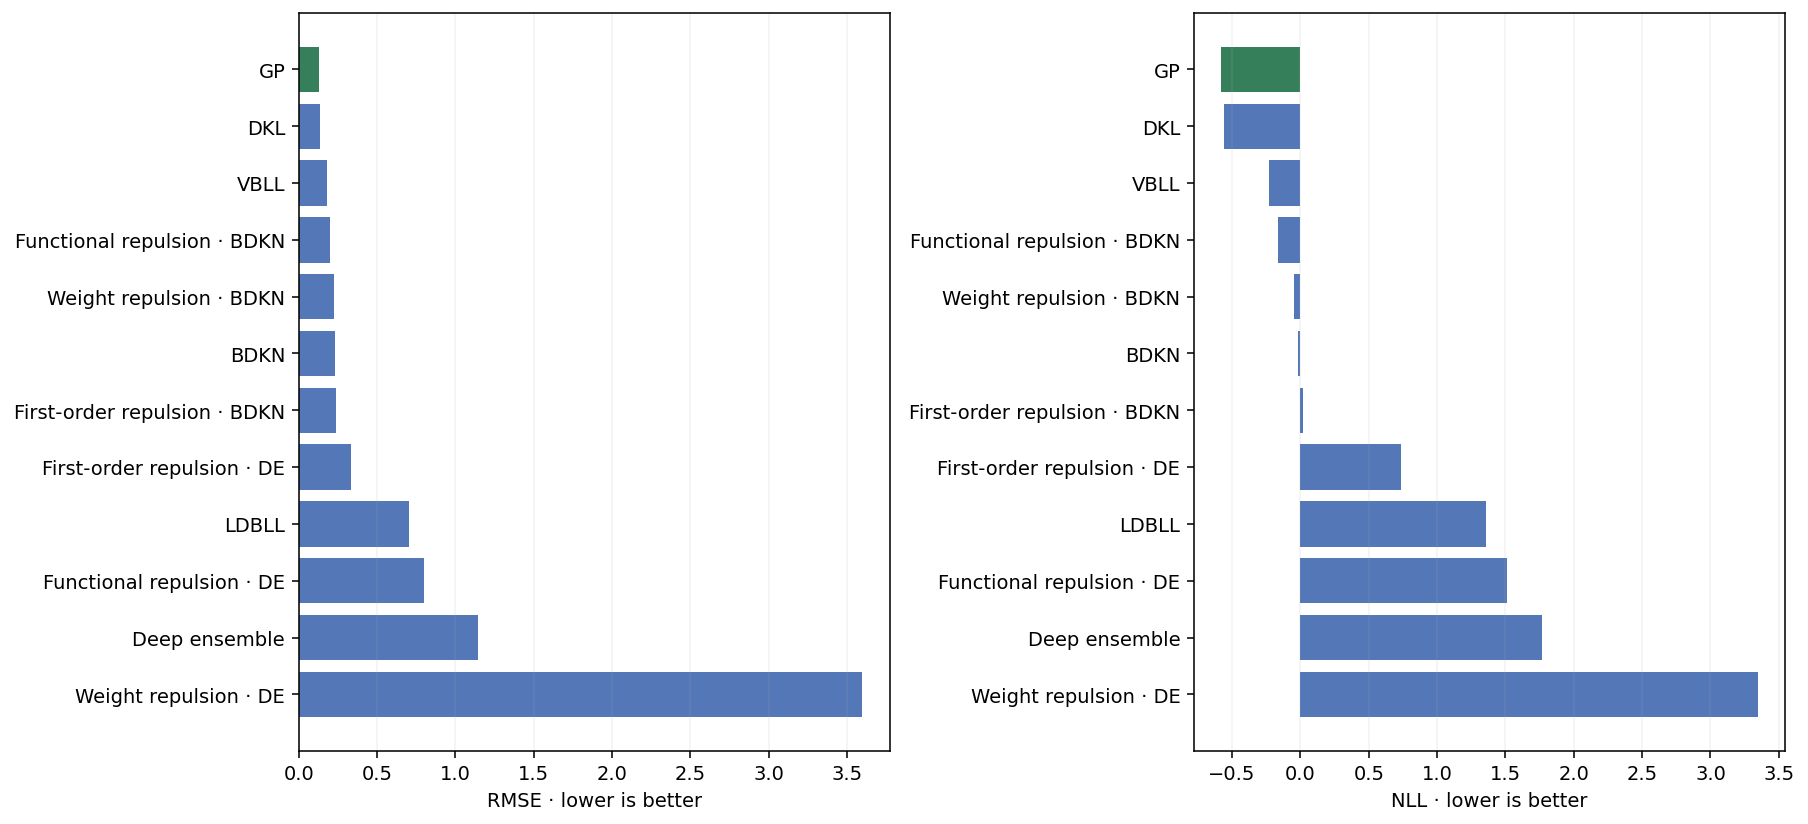 GP
DKL
VBLL
Functional repulsion · BDKN
Weight repulsion · BDKN
BDKN
First-order repulsion · BDKN
First-order repulsion · DE
LDBLL
Functional repulsion · DE
Deep ensemble
Weight repulsion · DE
0.0 0.5 1.0 1.5 2.0 2.5 3.0 3.5
RMSE · lower is better
GP
DKL
VBLL
Functional repulsion · BDKN
Weight repulsion · BDKN
BDKN
First-order repulsion · BDKN
First-order repulsion · DE
LDBLL
Functional repulsion · DE
Deep ensemble
Weight repulsion · DE
−0.5 0.0 0.5 1.0 1.5 2.0 2.5 3.0 3.5
NLL · lower is better